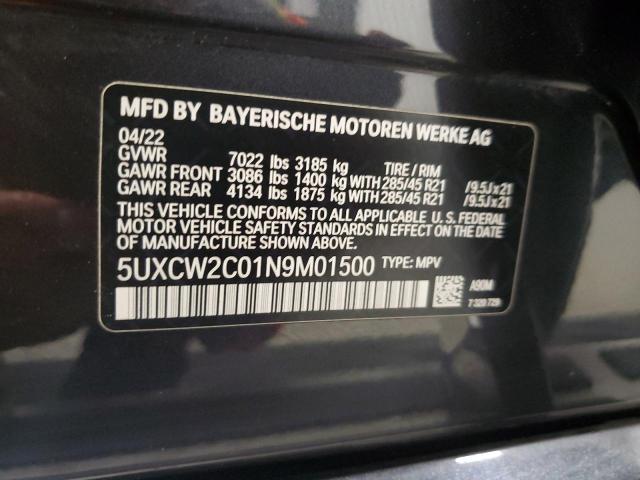 MFD BY BAYERISCHE MOTOREN WERKE AG
04/22
GVWR 7022 lbs 3185 kg TIRE / RIM
GAWR FRONT 3086 lbs 1400 kg WITH 285/45 R21 /9.5Jx21
GAWR REAR 4134 lbs 1875 kg WITH 285/45 R21 /9.5Jx21
THIS VEHICLE CONFORMS TO ALL APPLICABLE U. S. FEDERAL
MOTOR VEHICLE SAFETY STANDARDS IN EFFECT ON THE DATE
OF MANUFACTURE SHOWN ABOVE.
5UXCW2C01N9M01500 TYPE: MPV
A90M
7 320 729